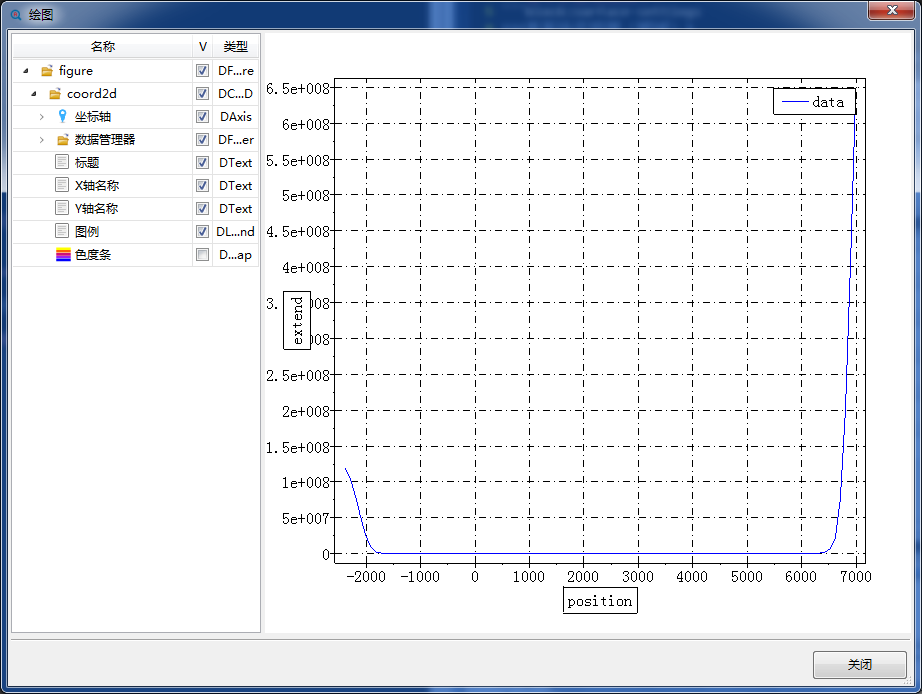 绘图
名称 V 类型
figure DF...re
coord2d DC...D
坐标轴 DAxis
数据管理器 DF...er
标题 DText
X轴名称 DText
Y轴名称 DText
图例 DL...nd
色度条 D...ap
data
6.5e+008
6e+008
5.5e+008
5e+008
4.5e+008
4e+008
extend
2.5e+008
2e+008
1.5e+008
1e+008
5e+007
0
-2000 -1000 0 1000 2000 3000 4000 5000 6000 7000
position
关闭